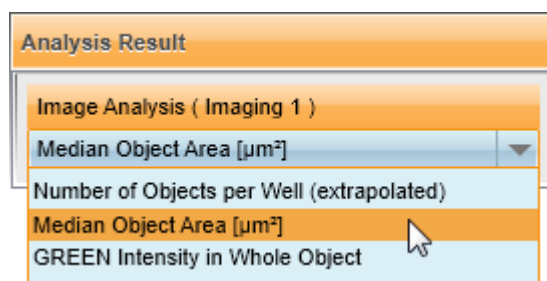 Analysis Result
Image Analysis ( Imaging 1 )
Median Object Area [µm²]
Number of Objects per Well (extrapolated)
Median Object Area [µm²]
GREEN Intensity in Whole Object